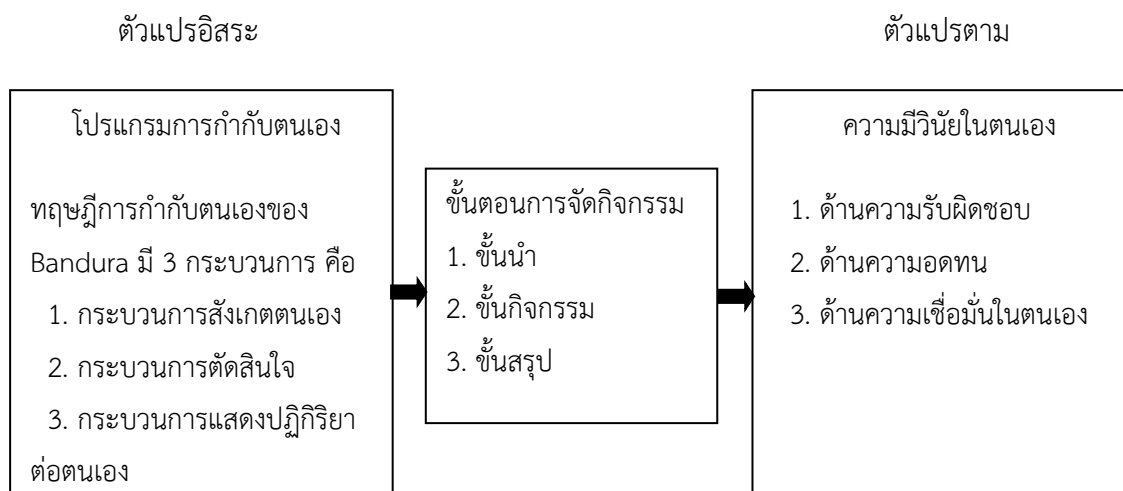 ตัวแปรอิสระ
ตัวแปรตาม
โปรแกรมการกำกับตนเอง
ทฤษฎีการกำกับตนเองของ
Bandura มี 3 กระบวนการ คือ
1. กระบวนการสังเกตตนเอง
2. กระบวนการตัดสินใจ
3. กระบวนการแสดงปฏิกิริยา
ต่อตนเอง
ขั้นตอนการจัดกิจกรรม
1. ขั้นนำ
2. ขั้นกิจกรรม
3. ขั้นสรุป
ความมีวินัยในตนเอง
1. ด้านความรับผิดชอบ
2. ด้านความอดทน
3. ด้านความเชื่อมั่นในตนเอง